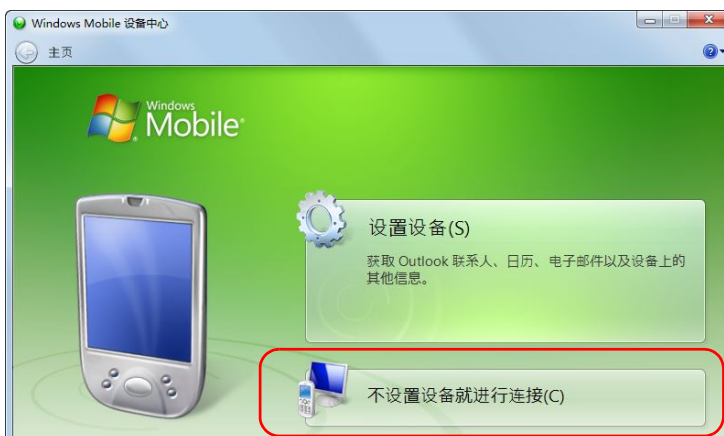 Windows Mobile 设备中心
主页
Windows
Mobile®
设置设备(S)
获取 Outlook 联系人、日历、电子邮件以及设备上的
其他信息。
不设置设备就进行连接(C)